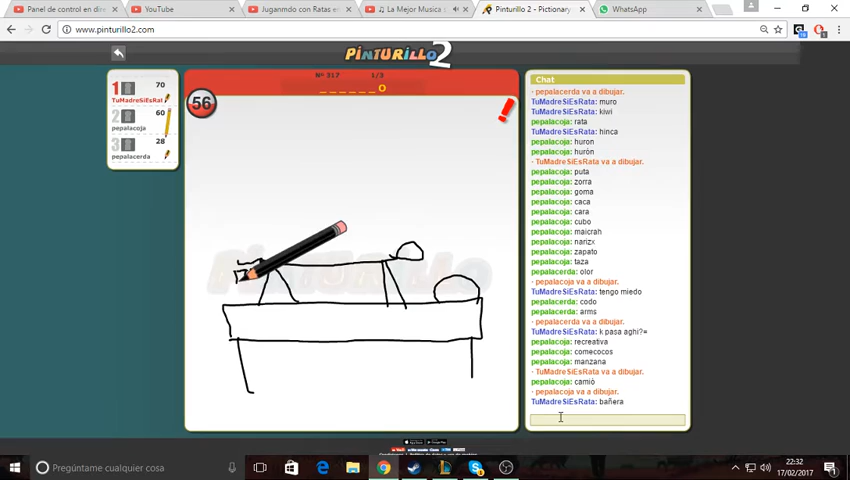 Panel de control en dire
YouTube
Jugamndo con Ratas en
La Mejor Musica
Pinturillo 2 - Pictionary
WhatsApp
www.pinturillo2.com
PINTURILLO 2
1 70
TuMadreSiEsRat
2 60
pepalacoja
3 28
pepalacerda
Nº 317 1/3
_ _ _ _ _ _ O
56
!
PINTURILLO
Chat
· pepalacerda va a dibujar.
TuMadreSiEsRata: muro
TuMadreSiEsRata: kiwi
pepalacoja: rata
TuMadreSiEsRata: hinca
pepalacoja: huron
pepalacoja: hurón
· TuMadreSiEsRata va a dibujar.
pepalacoja: puta
pepalacoja: zorra
pepalacoja: goma
pepalacoja: caca
pepalacoja: cara
pepalacoja: cubo
pepalacoja: maicrah
pepalacoja: narizx
pepalacoja: zapato
pepalacoja: taza
pepalacerda: olor
· pepalacoja va a dibujar.
TuMadreSiEsRata: tengo miedo
pepalacerda: codo
pepalacerda: arms
· pepalacerda va a dibujar.
TuMadreSiEsRata: k pasa aghi?=
pepalacoja: recreativa
pepalacoja: comecocos
pepalacoja: manzana
· TuMadreSiEsRata va a dibujar.
pepalacoja: camió
· pepalacoja va a dibujar.
TuMadreSiEsRata: bañera
Pregúntame cualquier cosa
22:32
17/02/2017